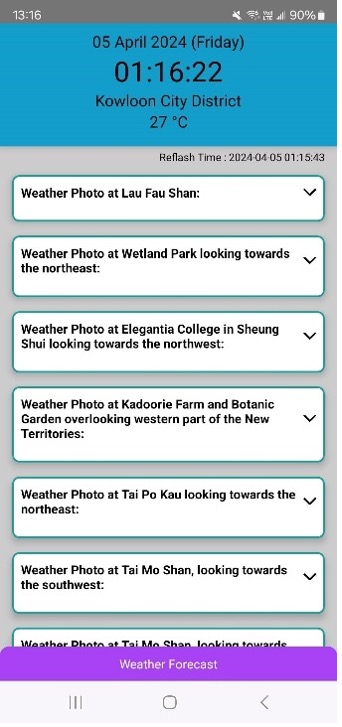 13:16
90%
05 April 2024 (Friday)
01:16:22
Kowloon City District
27 °C
Reflash Time : 2024-04-05 01:15:43
Weather Photo at Lau Fau Shan:
Weather Photo at Wetland Park looking towards
the northeast:
Weather Photo at Elegantia College in Sheung
Shui looking towards the northwest:
Weather Photo at Kadoorie Farm and Botanic
Garden overlooking western part of the New
Territories:
Weather Photo at Tai Po Kau looking towards the
northeast:
Weather Photo at Tai Mo Shan, looking towards
the southwest:
Weather Photo at Tai Mo Shan, looking towards
Weather Forecast